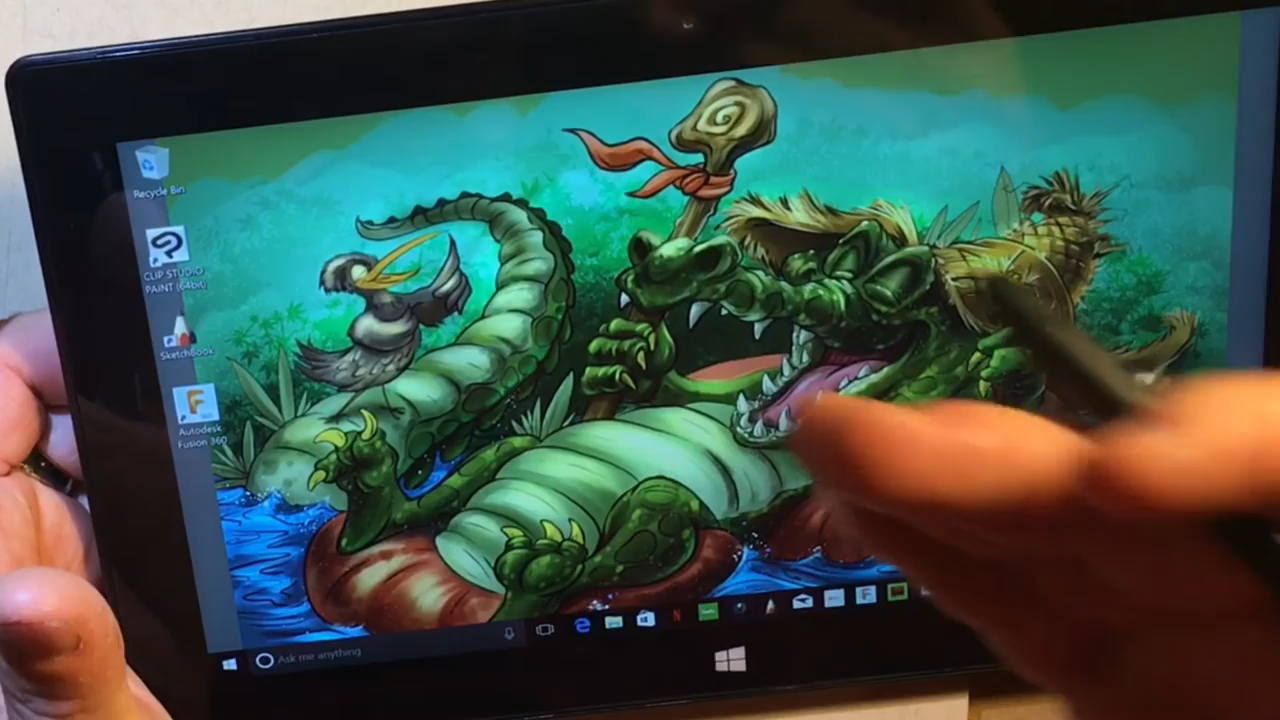 Recycle Bin
CLIP STUDIO
PAINT (64bit)
SketchBook
Autodesk
Fusion 360
Ask me anything